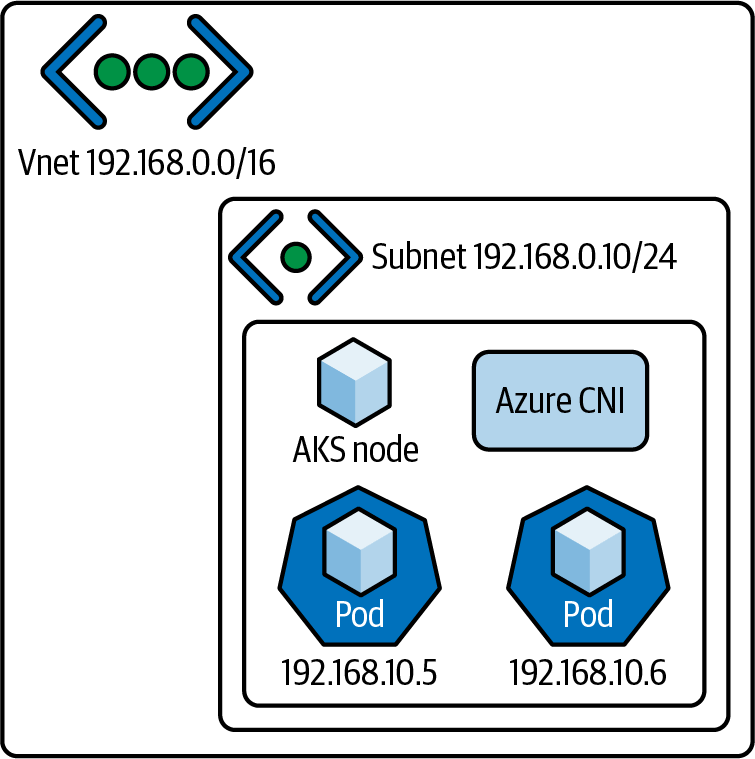 Vnet 192.168.0.0/16
Subnet 192.168.0.10/24
AKS node
Azure CNI
Pod
Pod
192.168.10.5
192.168.10.6